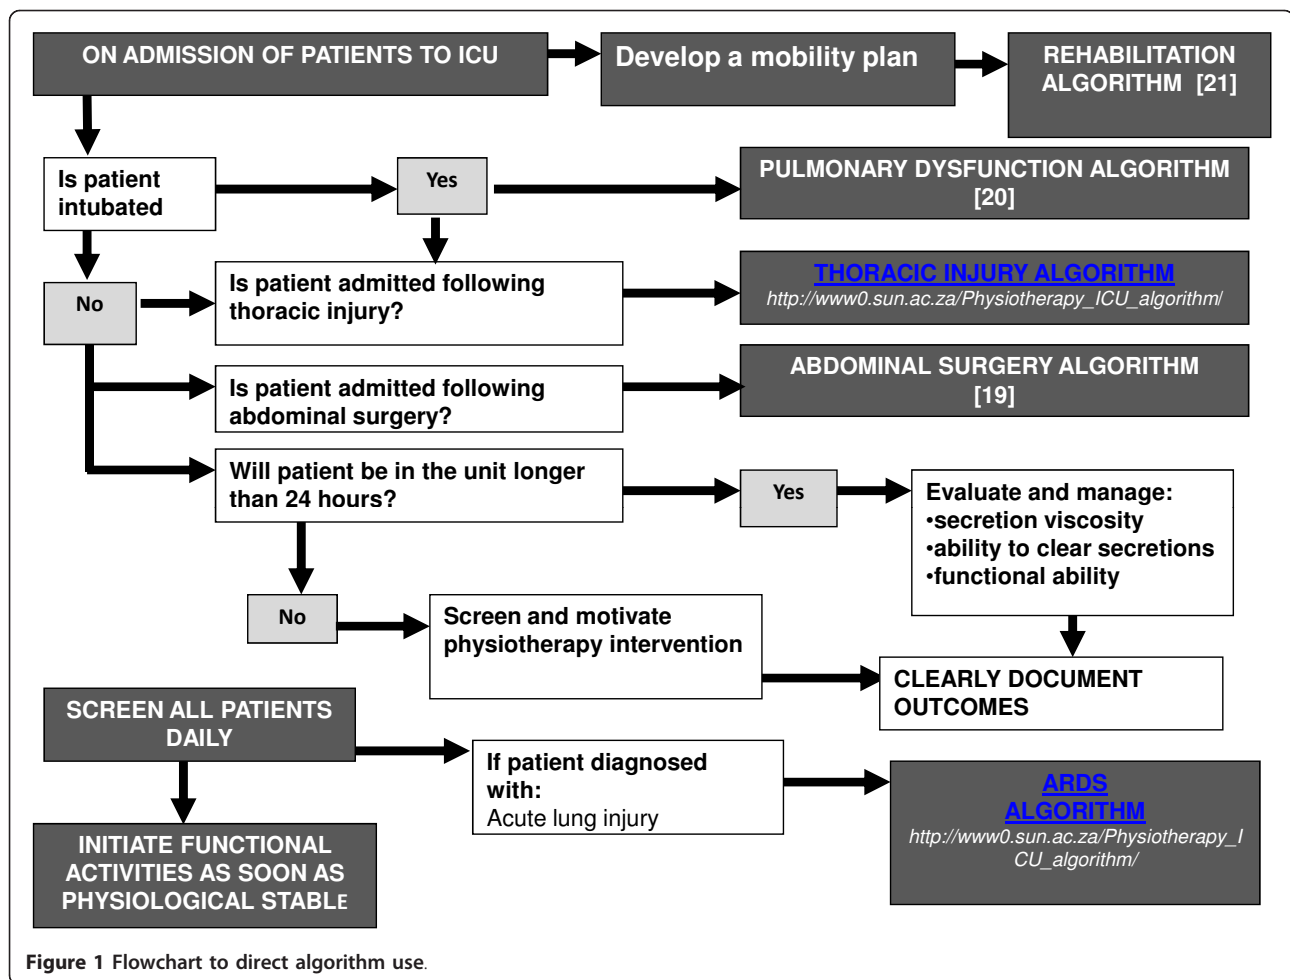 ON ADMISSION OF PATIENTS TO ICU
Develop a mobility plan
REHABILITATION
ALGORITHM [21]
Is patient
intubated
Yes
PULMONARY DYSFUNCTION ALGORITHM
[20]
No
Is patient admitted following
thoracic injury?
THORACIC INJURY ALGORITHM
http://www0.sun.ac.za/Physiotherapy_ICU_algorithm/
Is patient admitted following
abdominal surgery?
ABDOMINAL SURGERY ALGORITHM
[19]
Will patient be in the unit longer
than 24 hours?
Yes
Evaluate and manage:
•secretion viscosity
•ability to clear secretions
•functional ability
No
Screen and motivate
physiotherapy intervention
CLEARLY DOCUMENT
OUTCOMES
SCREEN ALL PATIENTS
DAILY
If patient diagnosed
with:
Acute lung injury
ARDS
ALGORITHM
http://www0.sun.ac.za/Physiotherapy_I
CU_algorithm/
INITIATE FUNCTIONAL
ACTIVITIES AS SOON AS
PHYSIOLOGICAL STABLE
Figure 1 Flowchart to direct algorithm use.